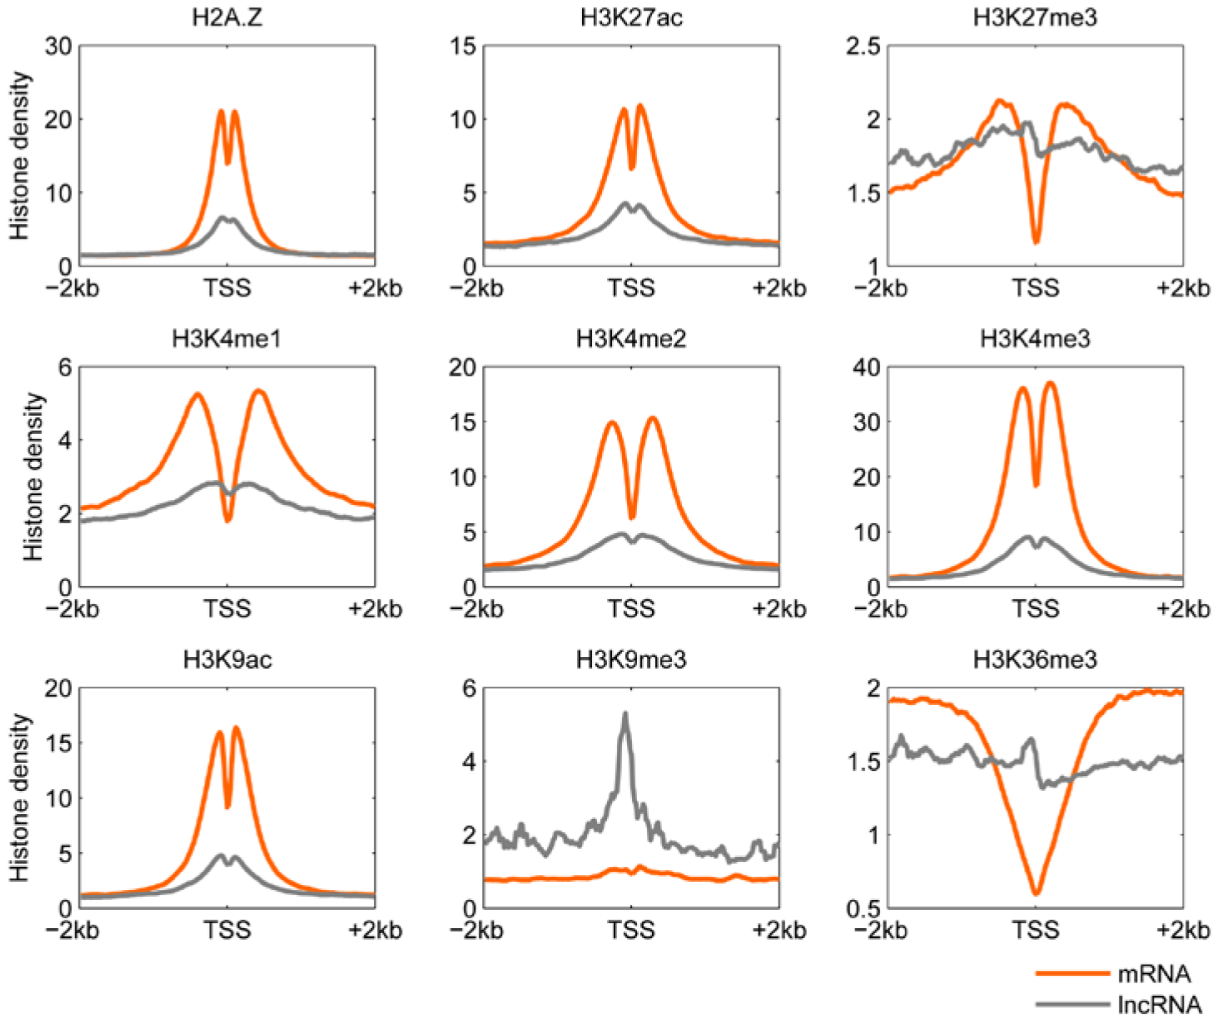 H2A.Z
H3K27ac
H3K27me3
Histone density
30
20
10
0
−2kb
TSS
+2kb
15
10
5
0
−2kb
TSS
+2kb
2.5
2
1.5
1
−2kb
TSS
+2kb
H3K4me1
H3K4me2
H3K4me3
Histone density
6
4
2
0
−2kb
TSS
+2kb
20
15
10
5
0
−2kb
TSS
+2kb
40
30
20
10
0
−2kb
TSS
+2kb
H3K9ac
H3K9me3
H3K36me3
Histone density
20
15
10
5
0
−2kb
TSS
+2kb
6
4
2
0
−2kb
TSS
+2kb
2
1.5
1
0.5
−2kb
TSS
+2kb
mRNA
lncRNA